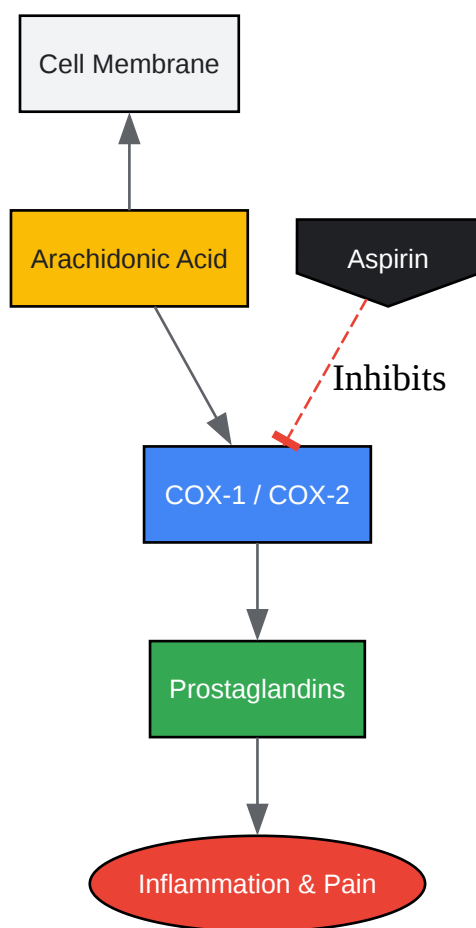 Cell Membrane
Arachidonic Acid
Aspirin
Inhibits
COX-1 / COX-2
Prostaglandins
Inflammation & Pain